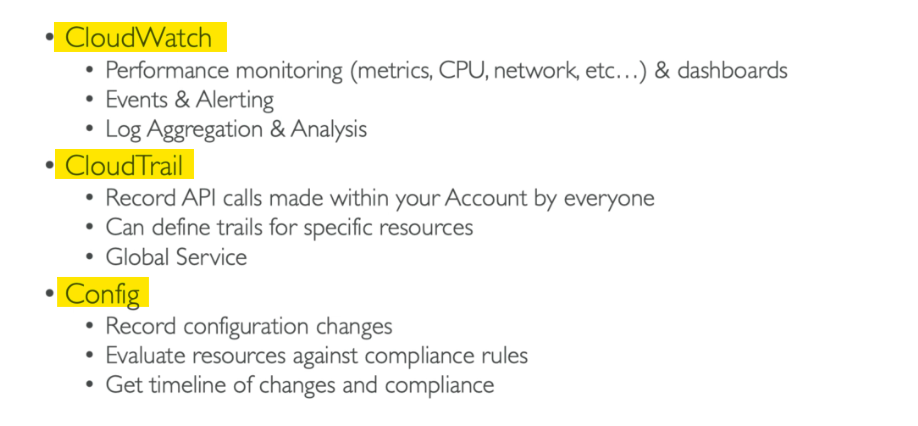 • CloudWatch
• Performance monitoring (metrics, CPU, network, etc…) & dashboards
• Events & Alerting
• Log Aggregation & Analysis
• CloudTrail
• Record API calls made within your Account by everyone
• Can define trails for specific resources
• Global Service
• Config
• Record configuration changes
• Evaluate resources against compliance rules
• Get timeline of changes and compliance